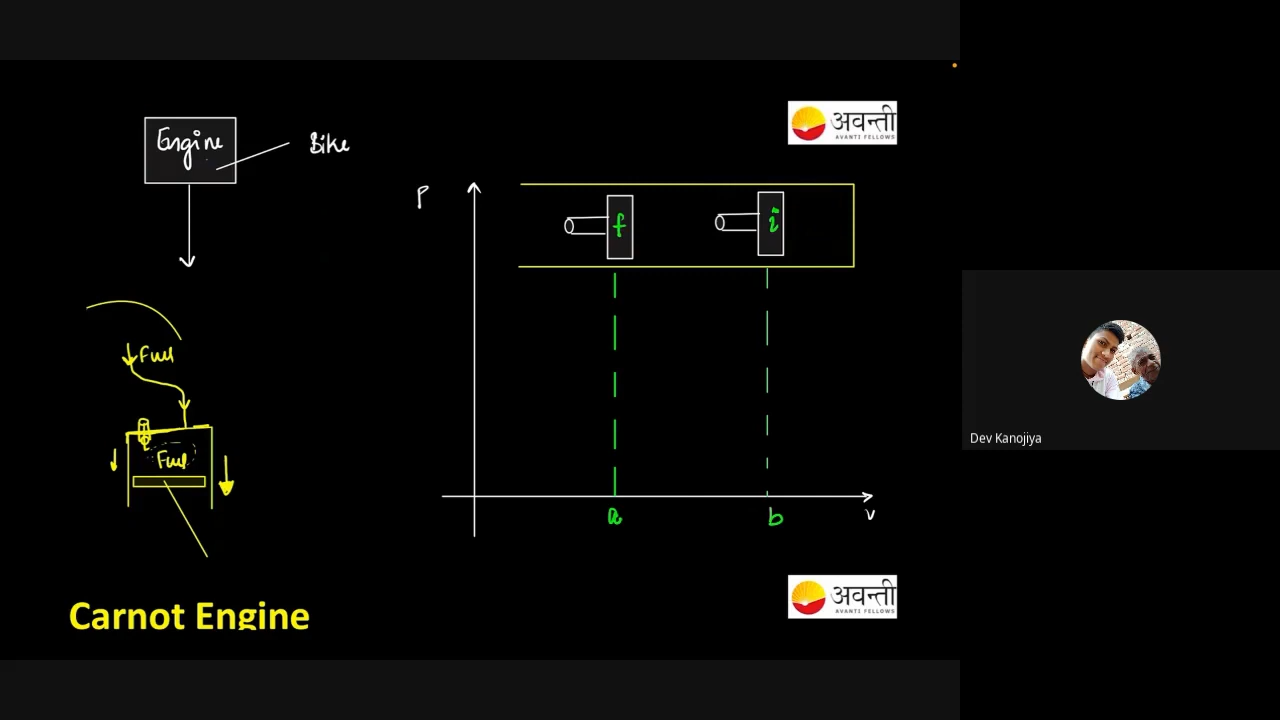 अवन्ती
AVANTI FELLOWS
Engine
Bike
P
f
i
Fuel
Fuel
Dev Kanojiya
a
b
v
अवन्ती
AVANTI FELLOWS
Carnot Engine